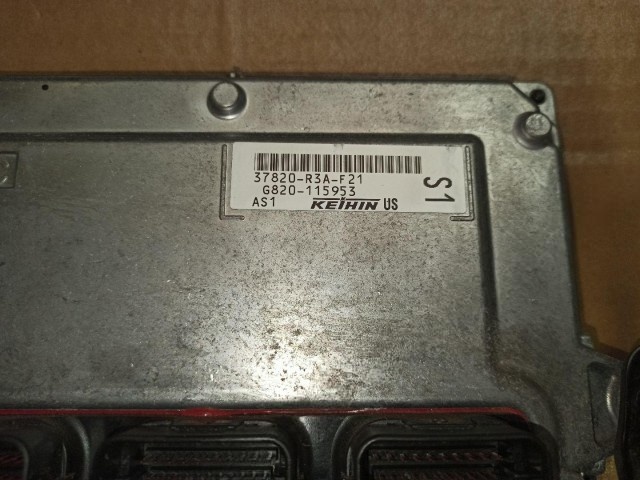 37820-R3A-F21
G820-115953
AS1 KEIHIN US
S1